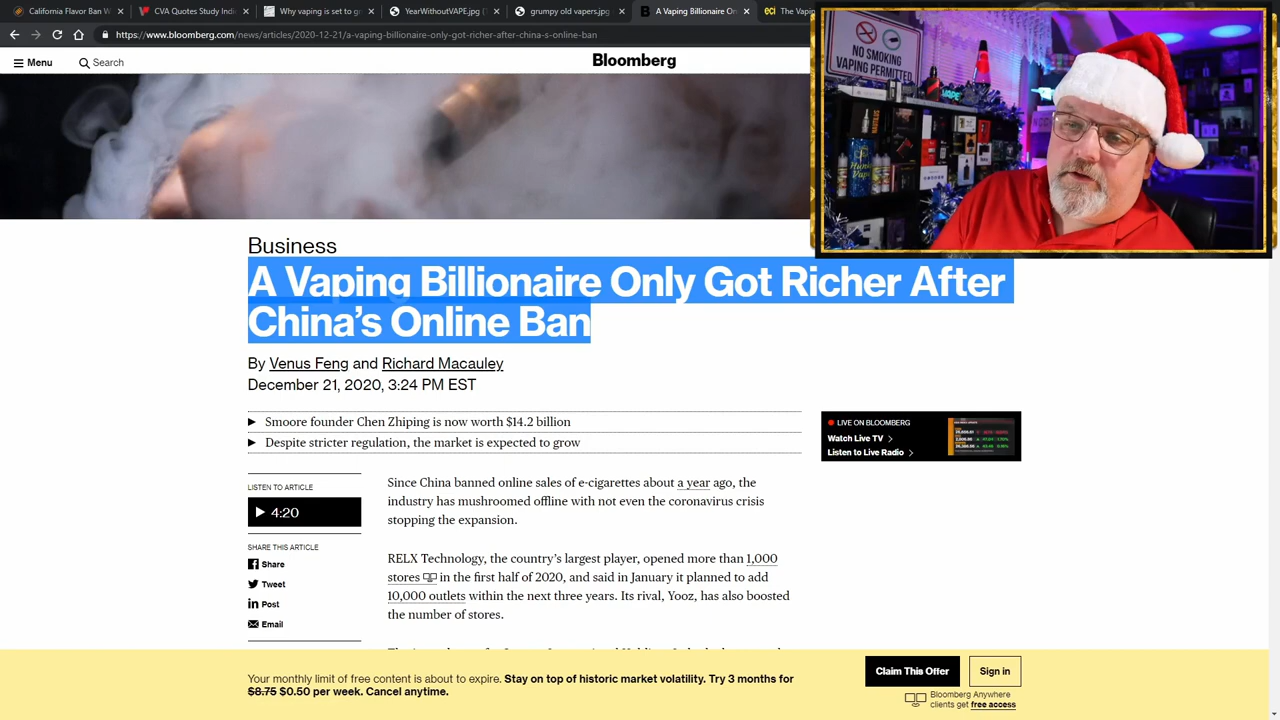 California Flavor Ban W
CVA Quotes Study Indic
Why vaping
A Vaping Billionaire On
The Vap
https://www.bloomberg.com/news/articles/2020-12-21/a-vaping-billionaire-only-got-richer-after-china-s-online-ban
Menu
Search
Bloomberg
NO SMOKING
VAPING PERMITTED
VAPE
NAUTILUS
Business
A Vaping Billionaire Only Got Richer After
China's Online Ban
By Venus Feng and Richard Macauley
December 21, 2020, 3:24 PM EST
Smoore founder Chen Zhiping is now worth $14.2 billion
Despite stricter regulation, the market is expected to grow
LIVE ON BLOOMBERG
Watch Live TV
Listen to Live Radio
LISTEN TO ARTICLE
4:20
SHARE THIS ARTICLE
Share
Tweet
Post
Email
Since China banned online sales of e-cigarettes about a year ago, the
industry has mushroomed offline with not even the coronavirus crisis
stopping the expansion.
RELX Technology, the country's largest player, opened more than 1,000
stores in the first half of 2020, and said in January it planned to add
10,000 outlets within the next three years. Its rival, Yooz, has also boosted
the number of stores.
Your monthly limit of free content is about to expire. Stay on top of historic market volatility. Try 3 months for
$8.75 $0.50 per week. Cancel anytime.
Claim This Offer
Sign in
Bloomberg Anywhere
clients get free access